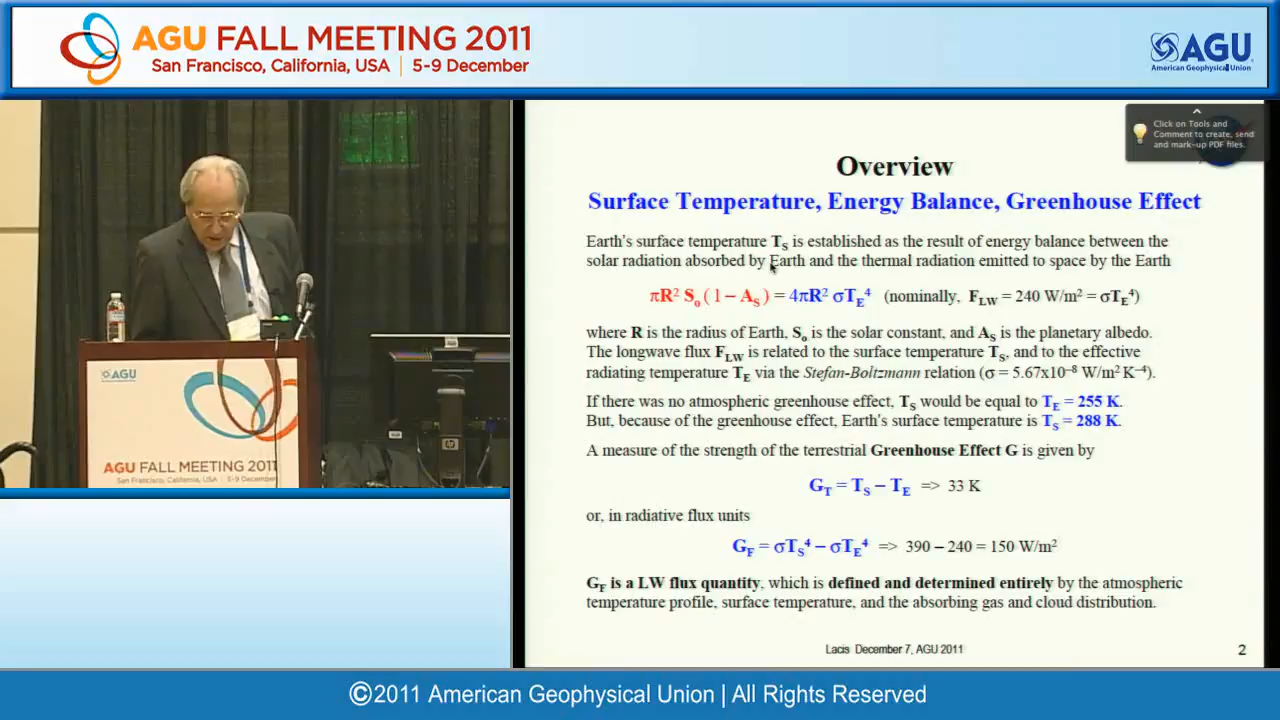 AGU FALL MEETING 2011
San Francisco, California, USA | 5-9 December
AGU
American Geophysical Union
Click on Tools and
Comment to create, send
and mark-up PDF files.
Overview
Surface Temperature, Energy Balance, Greenhouse Effect
Earth's surface temperature T_S is established as the result of energy balance between the
solar radiation absorbed by Earth and the thermal radiation emitted to space by the Earth
πR² S_o ( 1 – A_S ) = 4πR² σT_E⁴ (nominally, F_LW = 240 W/m² = σT_E⁴)
where R is the radius of Earth, S_o is the solar constant, and A_S is the planetary albedo.
The longwave flux F_LW is related to the surface temperature T_S, and to the effective
radiating temperature T_E via the Stefan-Boltzmann relation (σ = 5.67x10⁻⁸ W/m² K⁻⁴).
If there was no atmospheric greenhouse effect, T_S would be equal to T_E = 255 K.
But, because of the greenhouse effect, Earth's surface temperature is T_S = 288 K.
A measure of the strength of the terrestrial Greenhouse Effect G is given by
G_T = T_S – T_E => 33 K
or, in radiative flux units
G_F = σT_S⁴ – σT_E⁴ => 390 – 240 = 150 W/m²
G_F is a LW flux quantity, which is defined and determined entirely by the atmospheric
temperature profile, surface temperature, and the absorbing gas and cloud distribution.
Lacis December 7, AGU 2011
2
AGU
AGU FALL MEETING 2011
San Francisco, California, USA | 5-9 December
hp
©2011 American Geophysical Union | All Rights Reserved